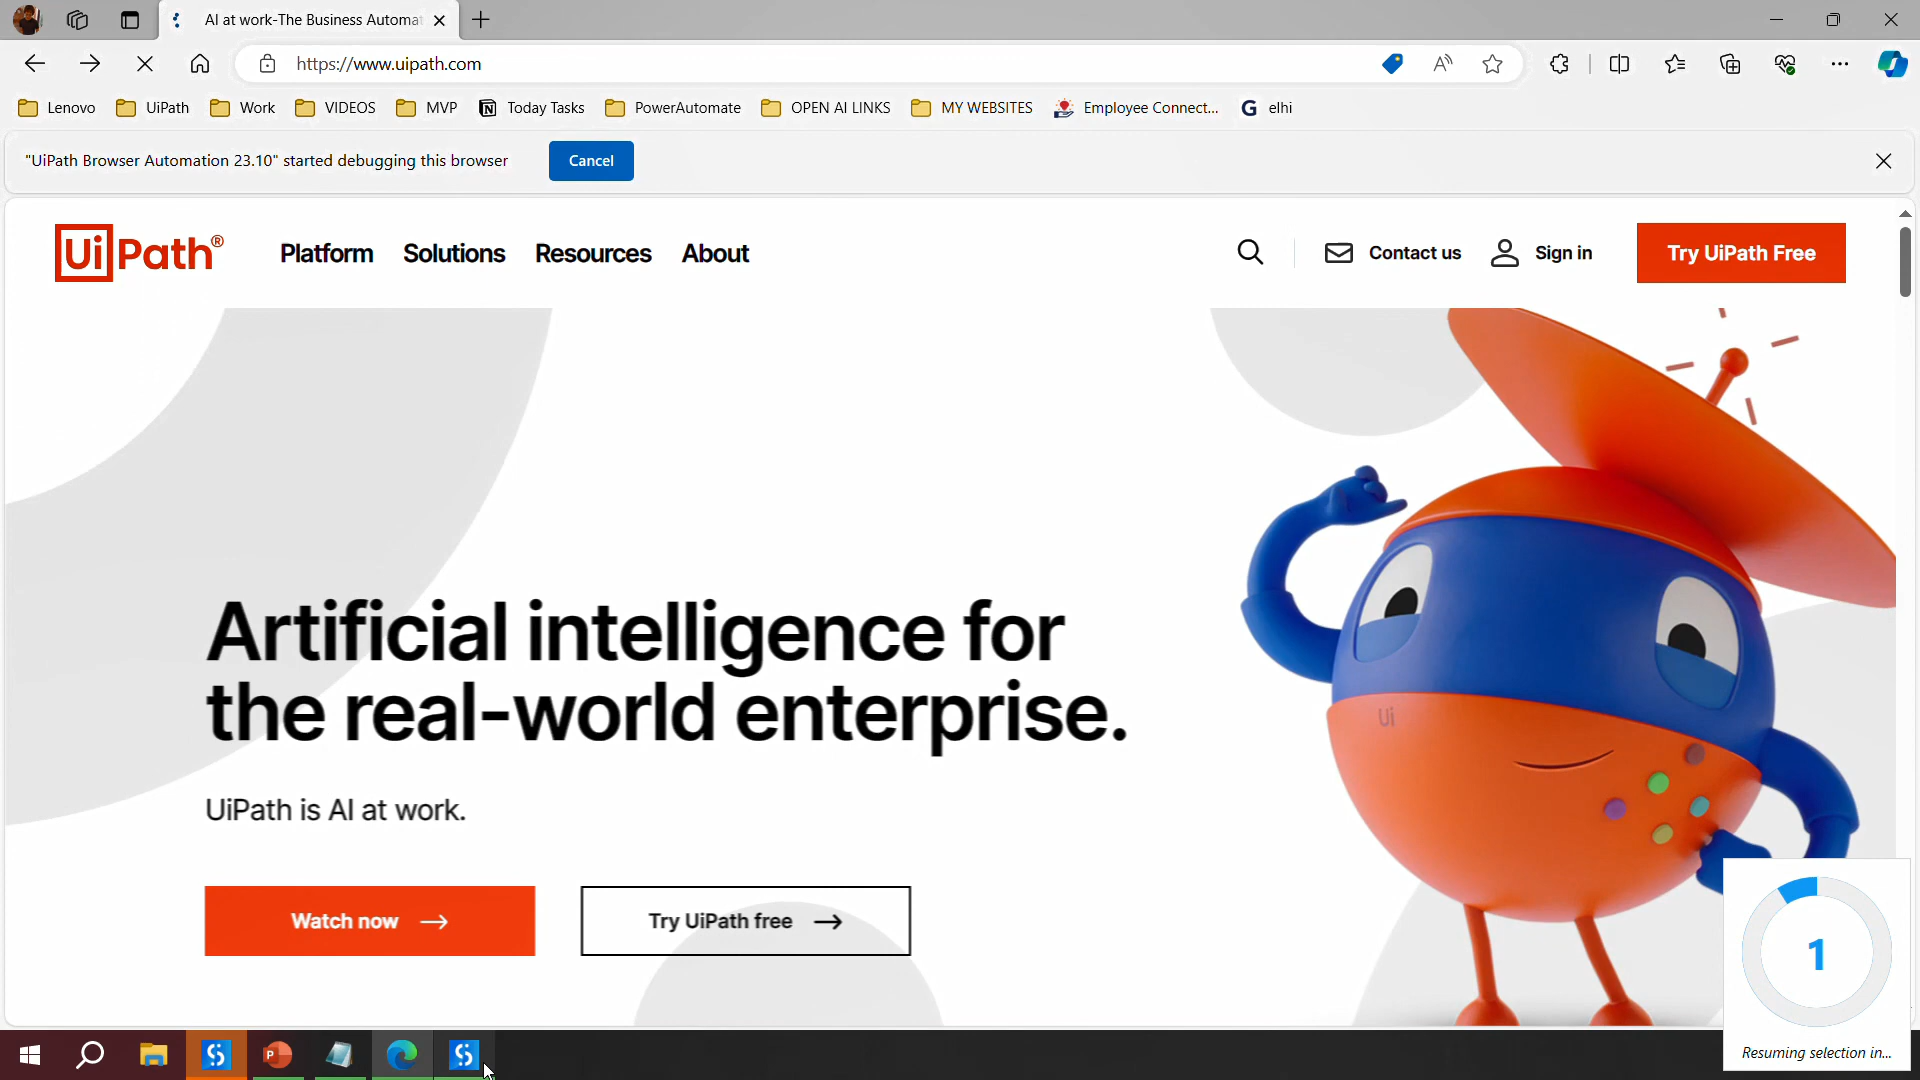 AI at work-The Business Automat
https://www.uipath.com
Lenovo
UiPath
Work
VIDEOS
MVP
Today Tasks
PowerAutomate
OPEN AI LINKS
MY WEBSITES
Employee Connect...
elhi
"UiPath Browser Automation 23.10" started debugging this browser
Cancel
UiPath®
Platform
Solutions
Resources
About
Contact us
Sign in
Try UiPath Free
Artificial intelligence for
the real-world enterprise.
UiPath is AI at work.
Watch now
Try UiPath free
Ui
1
Resuming selection in...